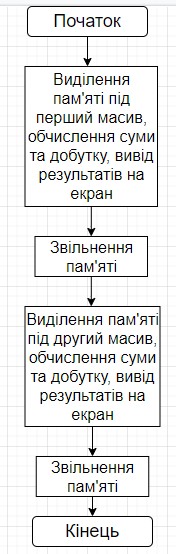 Початок
Виділення
пам'яті під
перший масив,
обчислення суми
та добутку, вивід
результатів на
екран
Звільнення
пам'яті
Виділення пам'яті
під другий масив,
обчислення суми
та добутку, вивід
результатів на
екран
Звільнення
пам'яті
Кінець